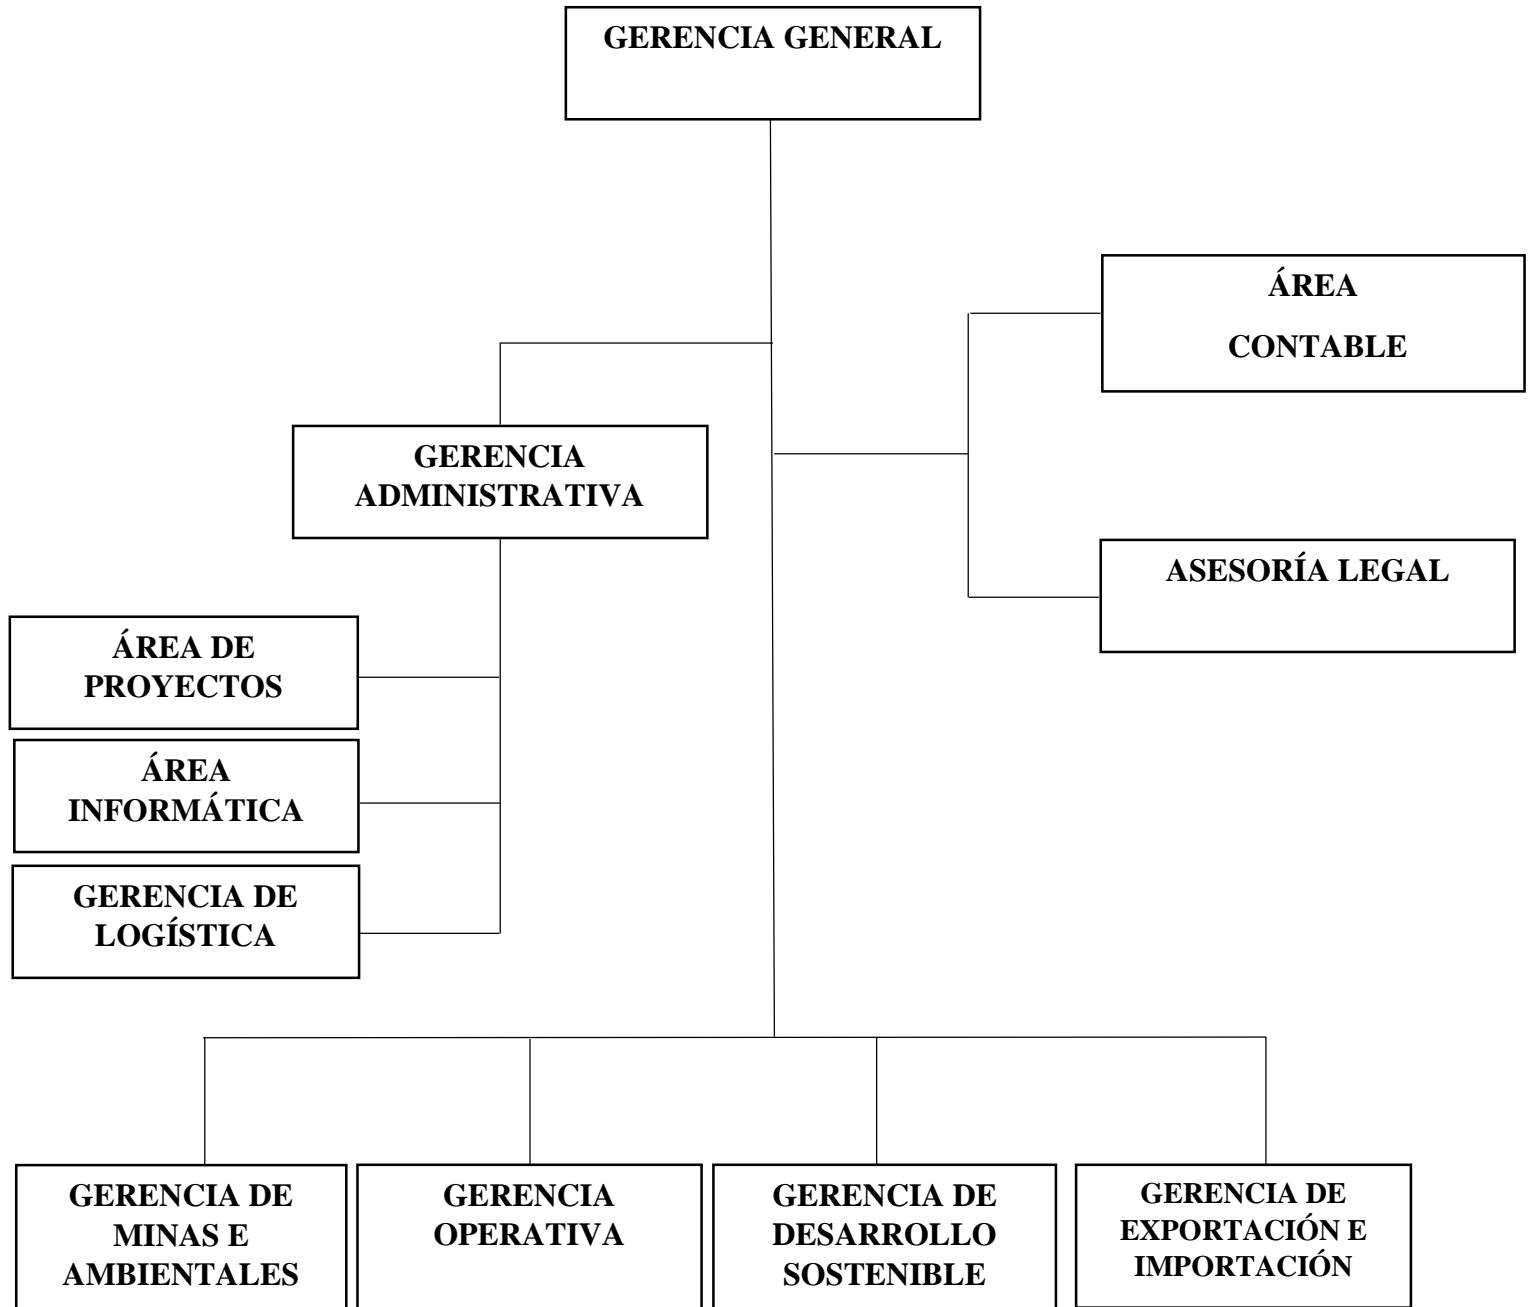 GERENCIA GENERAL
ÁREA
CONTABLE
GERENCIA
ADMINISTRATIVA
ASESORÍA LEGAL
ÁREA DE
PROYECTOS
ÁREA
INFORMÁTICA
GERENCIA DE
LOGÍSTICA
GERENCIA DE
MINAS E
AMBIENTALES
GERENCIA
OPERATIVA
GERENCIA DE
DESARROLLO
SOSTENIBLE
GERENCIA DE
EXPORTACIÓN E
IMPORTACIÓN